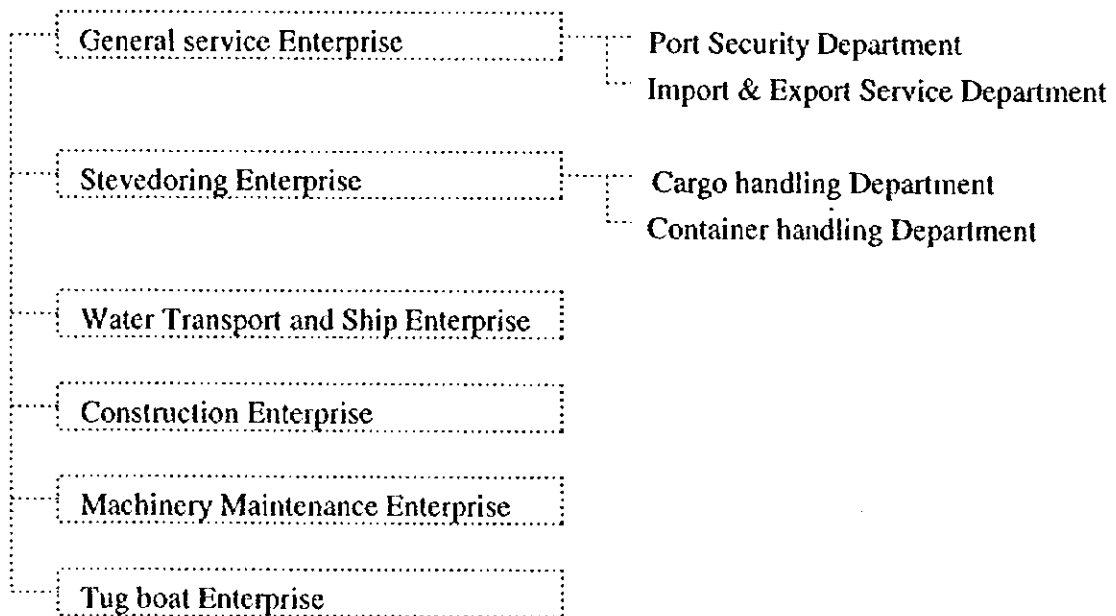 General service Enterprise
Port Security Department
Import & Export Service Department
Stevedoring Enterprise
Cargo handling Department
Container handling Department
Water Transport and Ship Enterprise
Construction Enterprise
Machinery Maintenance Enterprise
Tug boat Enterprise